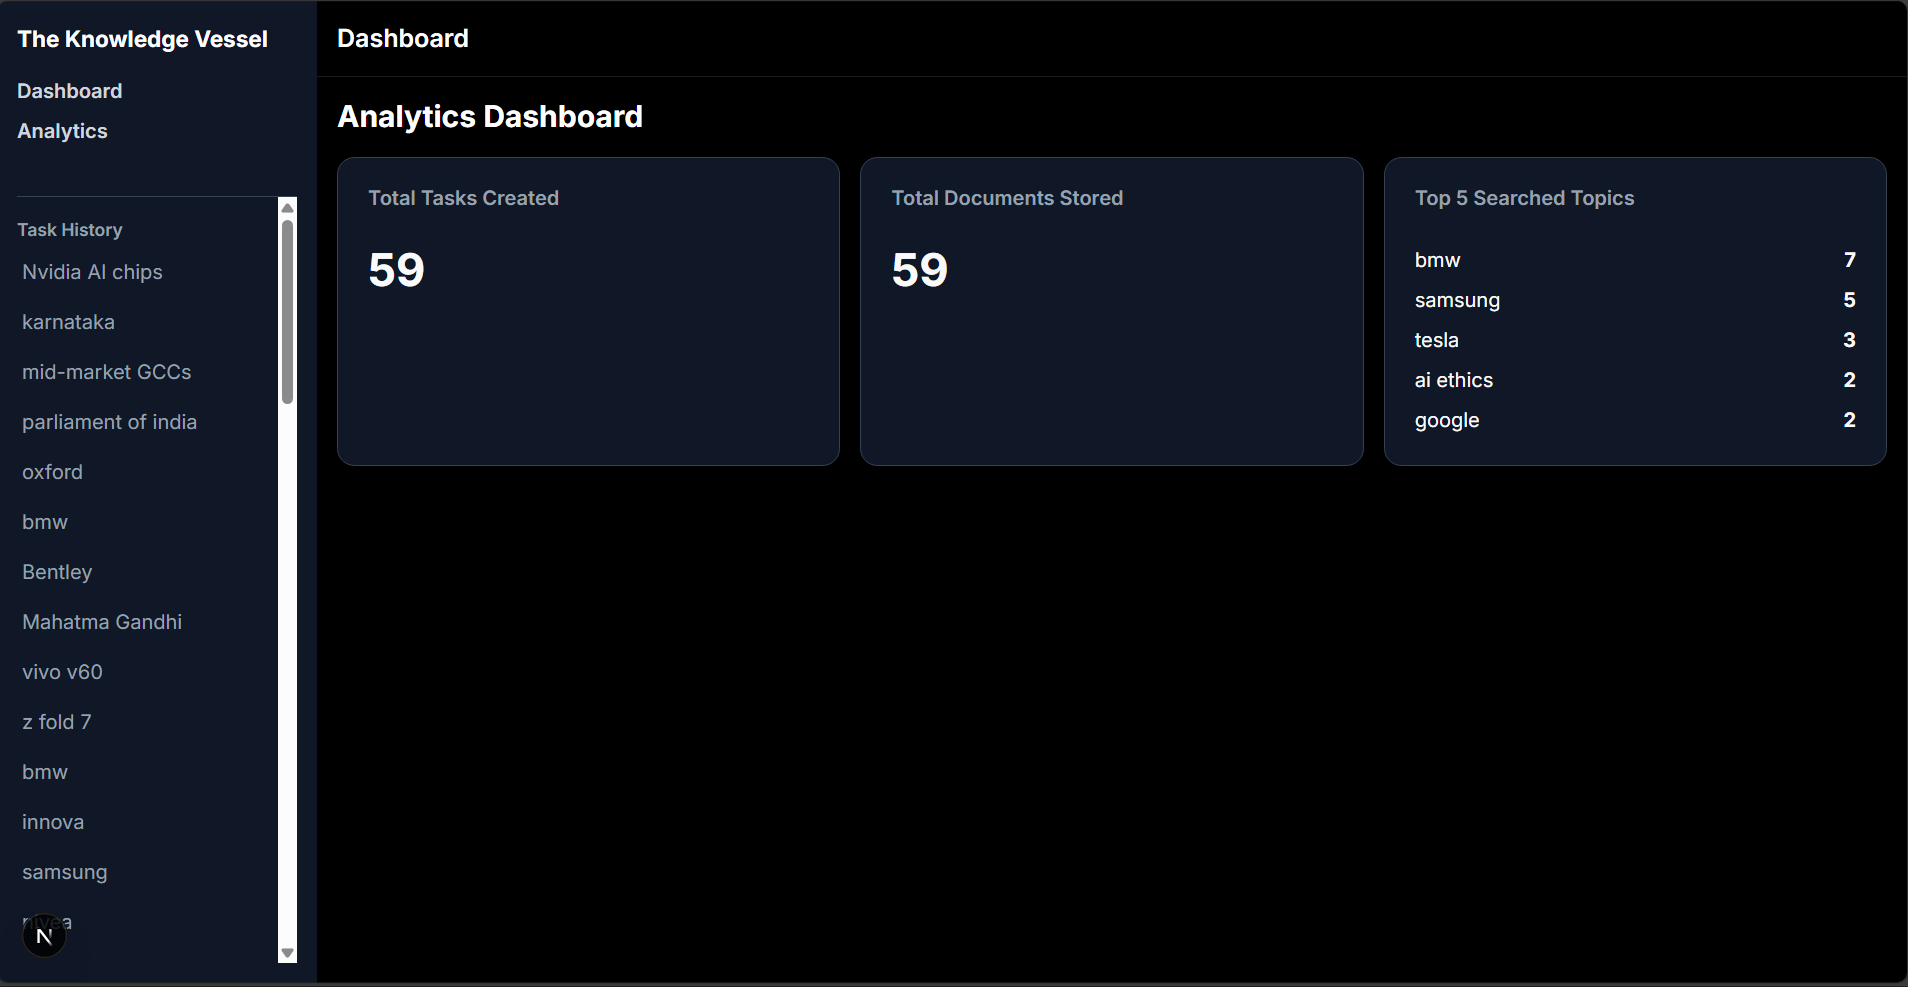 The Knowledge Vessel
Dashboard
Analytics
Task History
Nvidia AI chips
karnataka
mid-market GCCs
parliament of india
oxford
bmw
Bentley
Mahatma Gandhi
vivo v60
z fold 7
bmw
innova
samsung
nivea
N
Dashboard
Analytics Dashboard
Total Tasks Created
59
Total Documents Stored
59
Top 5 Searched Topics
bmw 7
samsung 5
tesla 3
ai ethics 2
google 2